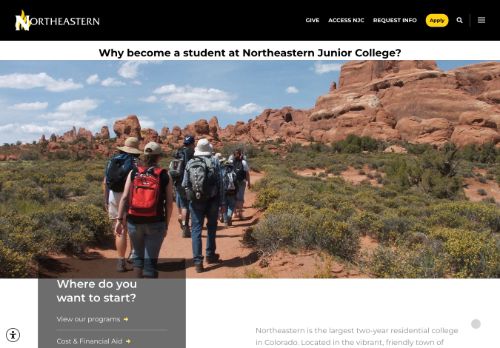 NORTHEASTERN
GIVE ACCESS NJC REQUEST INFO Apply
Why become a student at Northeastern Junior College?
Where do you
want to start?
View our programs
Cost & Financial Aid
Northeastern is the largest two-year residential college
in Colorado. Located in the vibrant, friendly town of